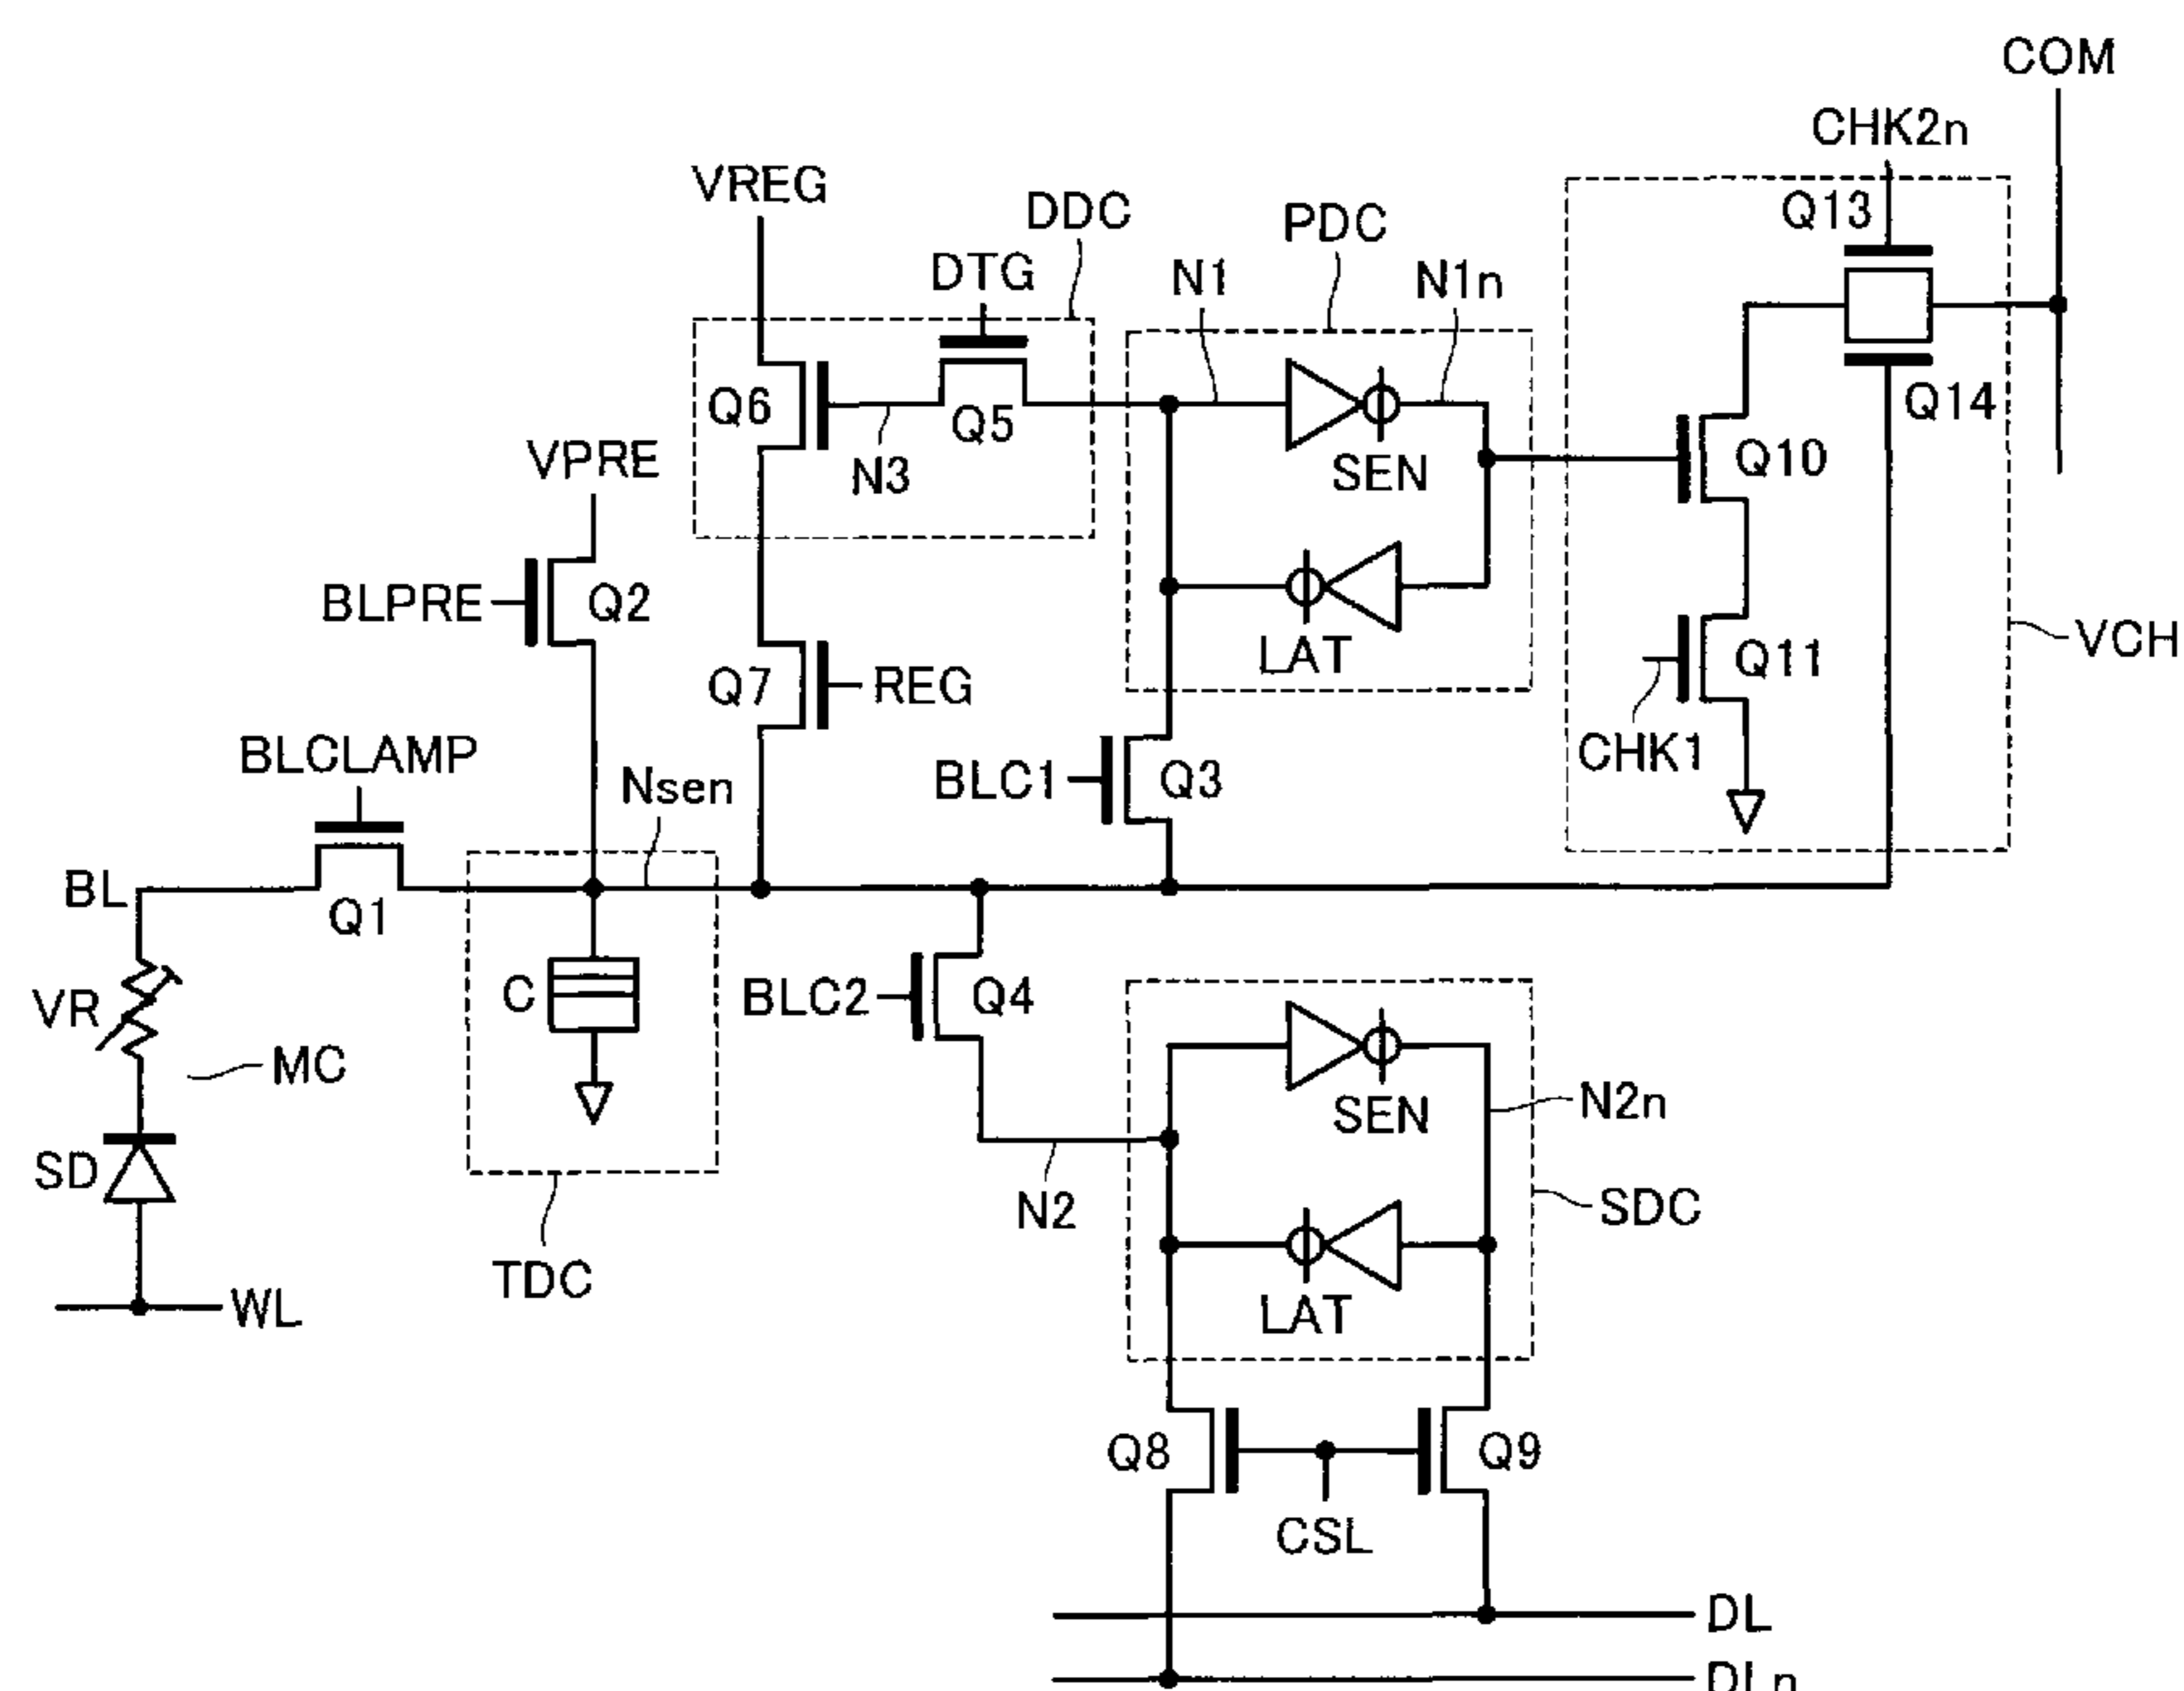 COM
CHK2n
VREG
DDC
PDC
Q13
DTG
N1
N1n
Q6
Q5
Q14
N3
SEN
Q10
VPRE
BLPRE
Q2
LAT
Q11
VCH
Q7
REG
CHK1
BLCLAMP
Nsen
BLC1
Q3
BL
Q1
VR
C
BLC2
Q4
MC
SEN
N2n
SD
N2
SDC
TDC
WL
LAT
Q8
Q9
CSL
DL
DLn